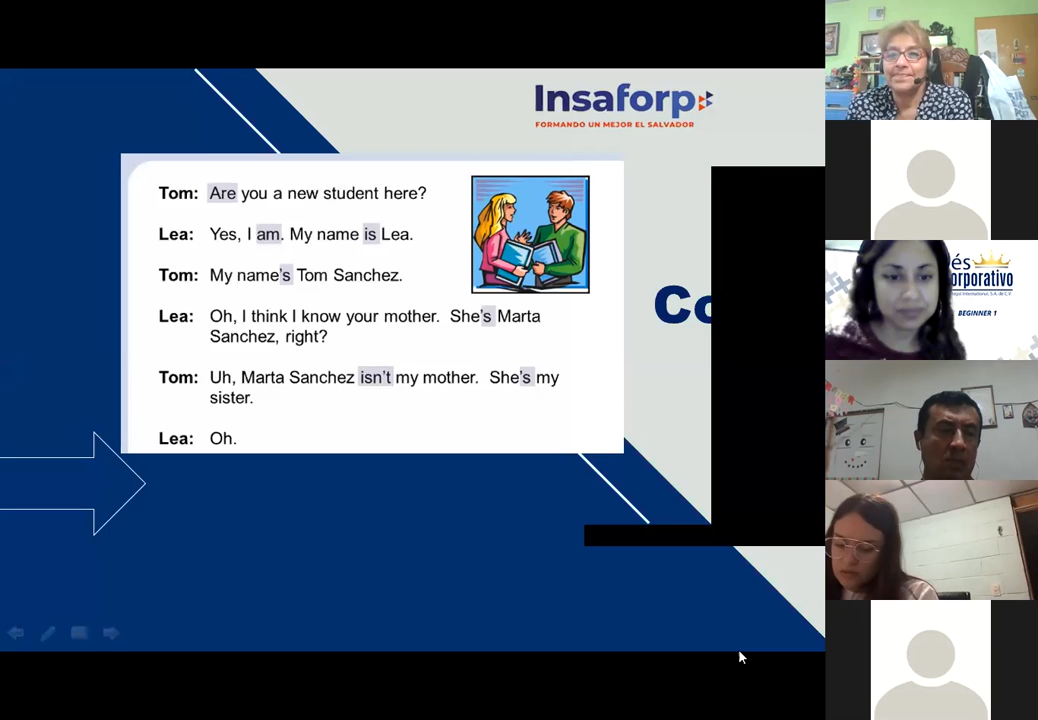 Insaforp
FORMANDO UN MEJOR EL SALVADOR
Tom: Are you a new student here?
Lea: Yes, I am. My name is Lea.
Tom: My name's Tom Sanchez.
Lea: Oh, I think I know your mother. She's Marta
Sanchez, right?
Tom: Uh, Marta Sanchez isn't my mother. She's my
sister.
Lea: Oh.
Co
és
orporativo
BEGINNER 1